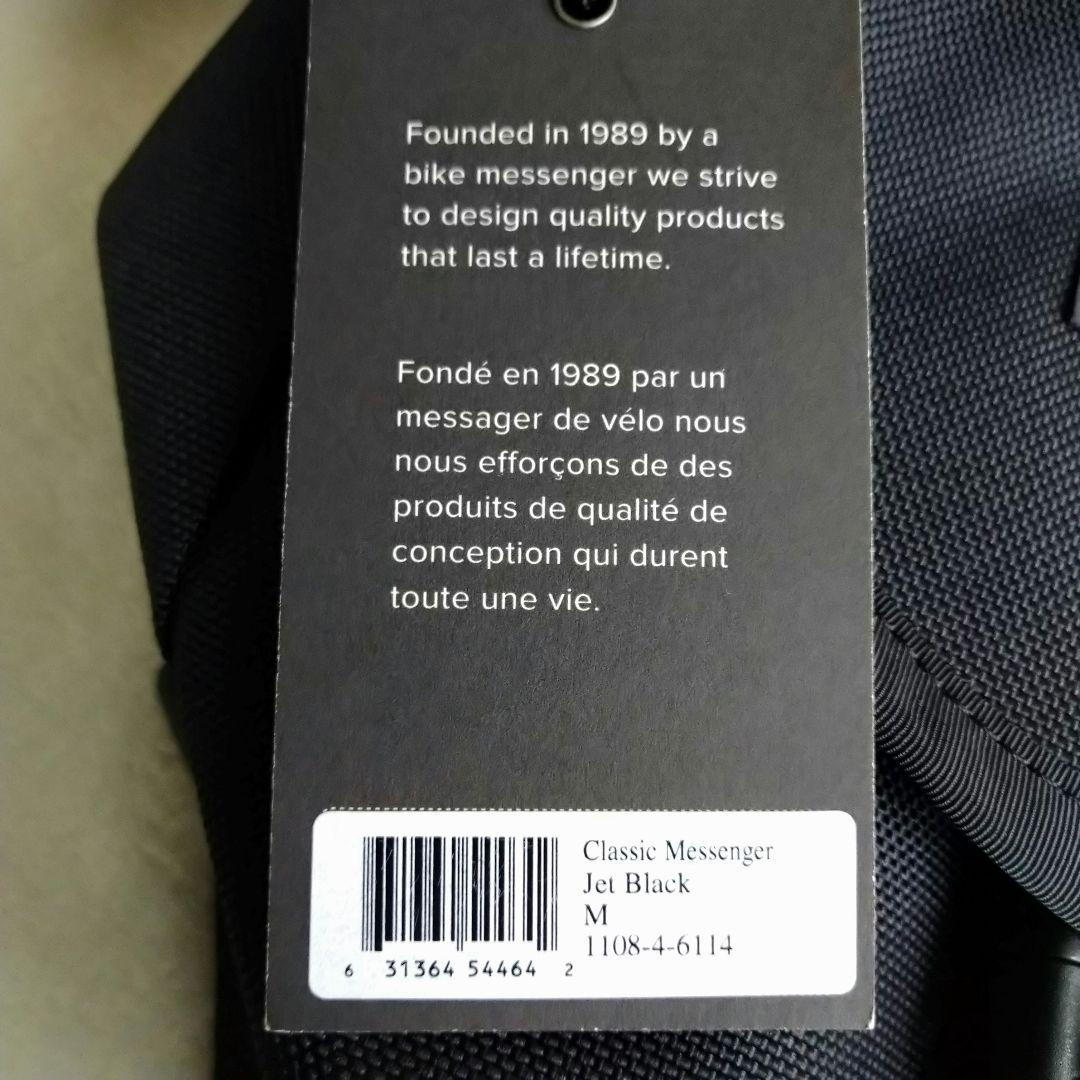 Founded in 1989 by a
bike messenger we strive
to design quality products
that last a lifetime.
Fondé en 1989 par un
messager de vélo nous
nous efforçons de des
produits de qualité de
conception qui durent
toute une vie.
Classic Messenger
Jet Black
M
1108-4-6114
6 31364 54464 2